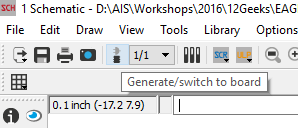 SCH 1 Schematic - D:\AIS\Workshops\2016\12Geeks\EAG
File Edit Draw View Tools Library Options
1/1 SCR ULP
Generate/switch to board
0.1 inch (-17.2 7.9)